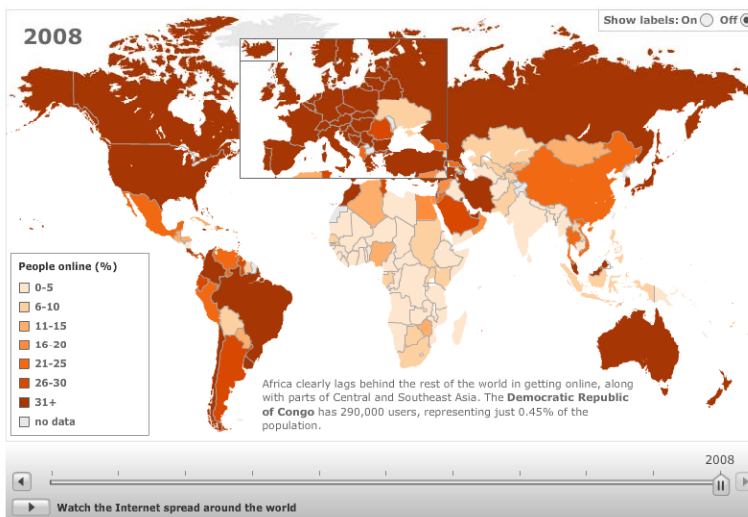 2008
Show labels: On Off
People online (%)
0-5
6-10
11-15
16-20
21-25
26-30
31+
no data
Africa clearly lags behind the rest of the world in getting online, along
with parts of Central and Southeast Asia. The Democratic Republic
of Congo has 290,000 users, representing just 0.45% of the
population.
2008
Watch the Internet spread around the world